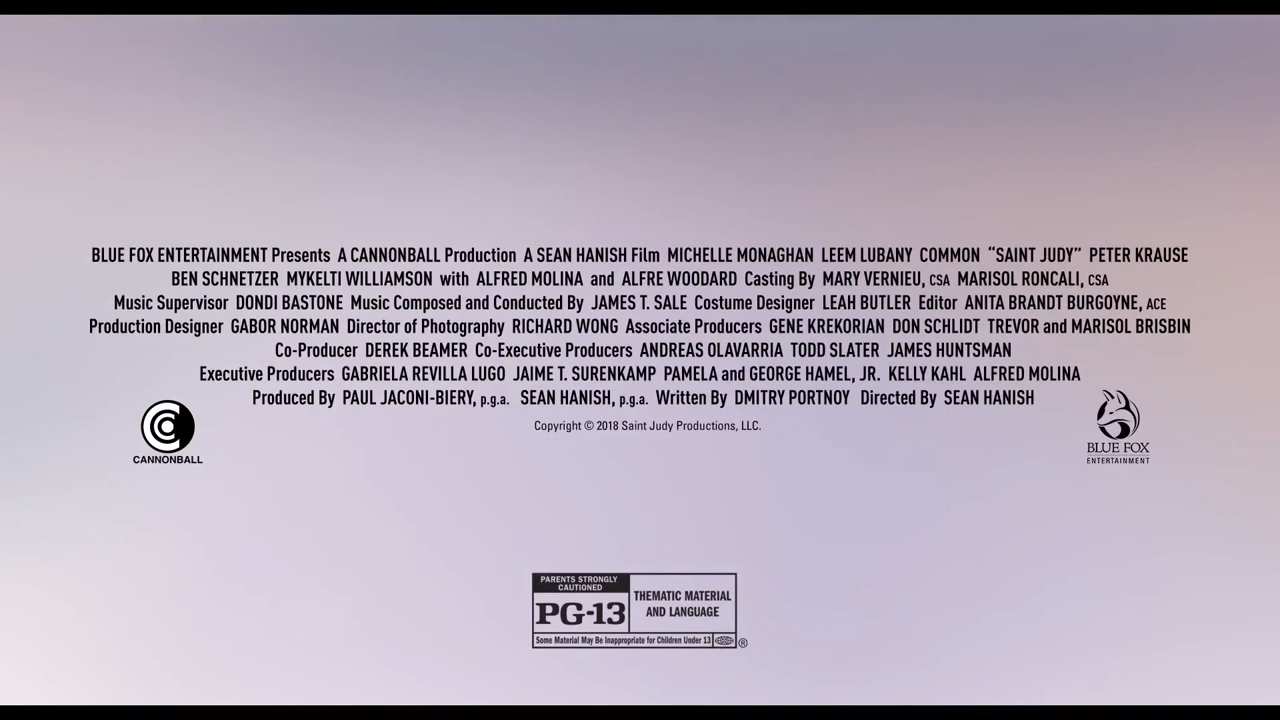 BLUE FOX ENTERTAINMENT Presents A CANNONBALL Production A SEAN HANISH Film MICHELLE MONAGHAN LEEM LUBANY COMMON “SAINT JUDY” PETER KRAUSE
BEN SCHNETZER MYKELTI WILLIAMSON with ALFRED MOLINA and ALFRE WOODARD Casting By MARY VERNIEU, CSA MARISOL RONCALI, CSA
Music Supervisor DONDI BASTONE Music Composed and Conducted By JAMES T. SALE Costume Designer LEAH BUTLER Editor ANITA BRANDT BURGOYNE, ACE
Production Designer GABOR NORMAN Director of Photography RICHARD WONG Associate Producers GENE KREKORIAN DON SCHLIDT TREVOR and MARISOL BRISBIN
Co-Producer DEREK BEAMER Co-Executive Producers ANDREAS OLAVARRIA TODD SLATER JAMES HUNTSMAN
Executive Producers GABRIELA REVILLA LUGO JAIME T. SURENKAMP PAMELA and GEORGE HAMEL, JR. KELLY KAHL ALFRED MOLINA
Produced By PAUL JACONI-BIERY, p.g.a. SEAN HANISH, p.g.a. Written By DMITRY PORTNOY Directed By SEAN HANISH
Copyright © 2018 Saint Judy Productions, LLC.
CANNONBALL
BLUE FOX
ENTERTAINMENT
PARENTS STRONGLY
CAUTIONED
PG-13
THEMATIC MATERIAL
AND LANGUAGE
Some Material May Be Inappropriate for Children Under 13
®